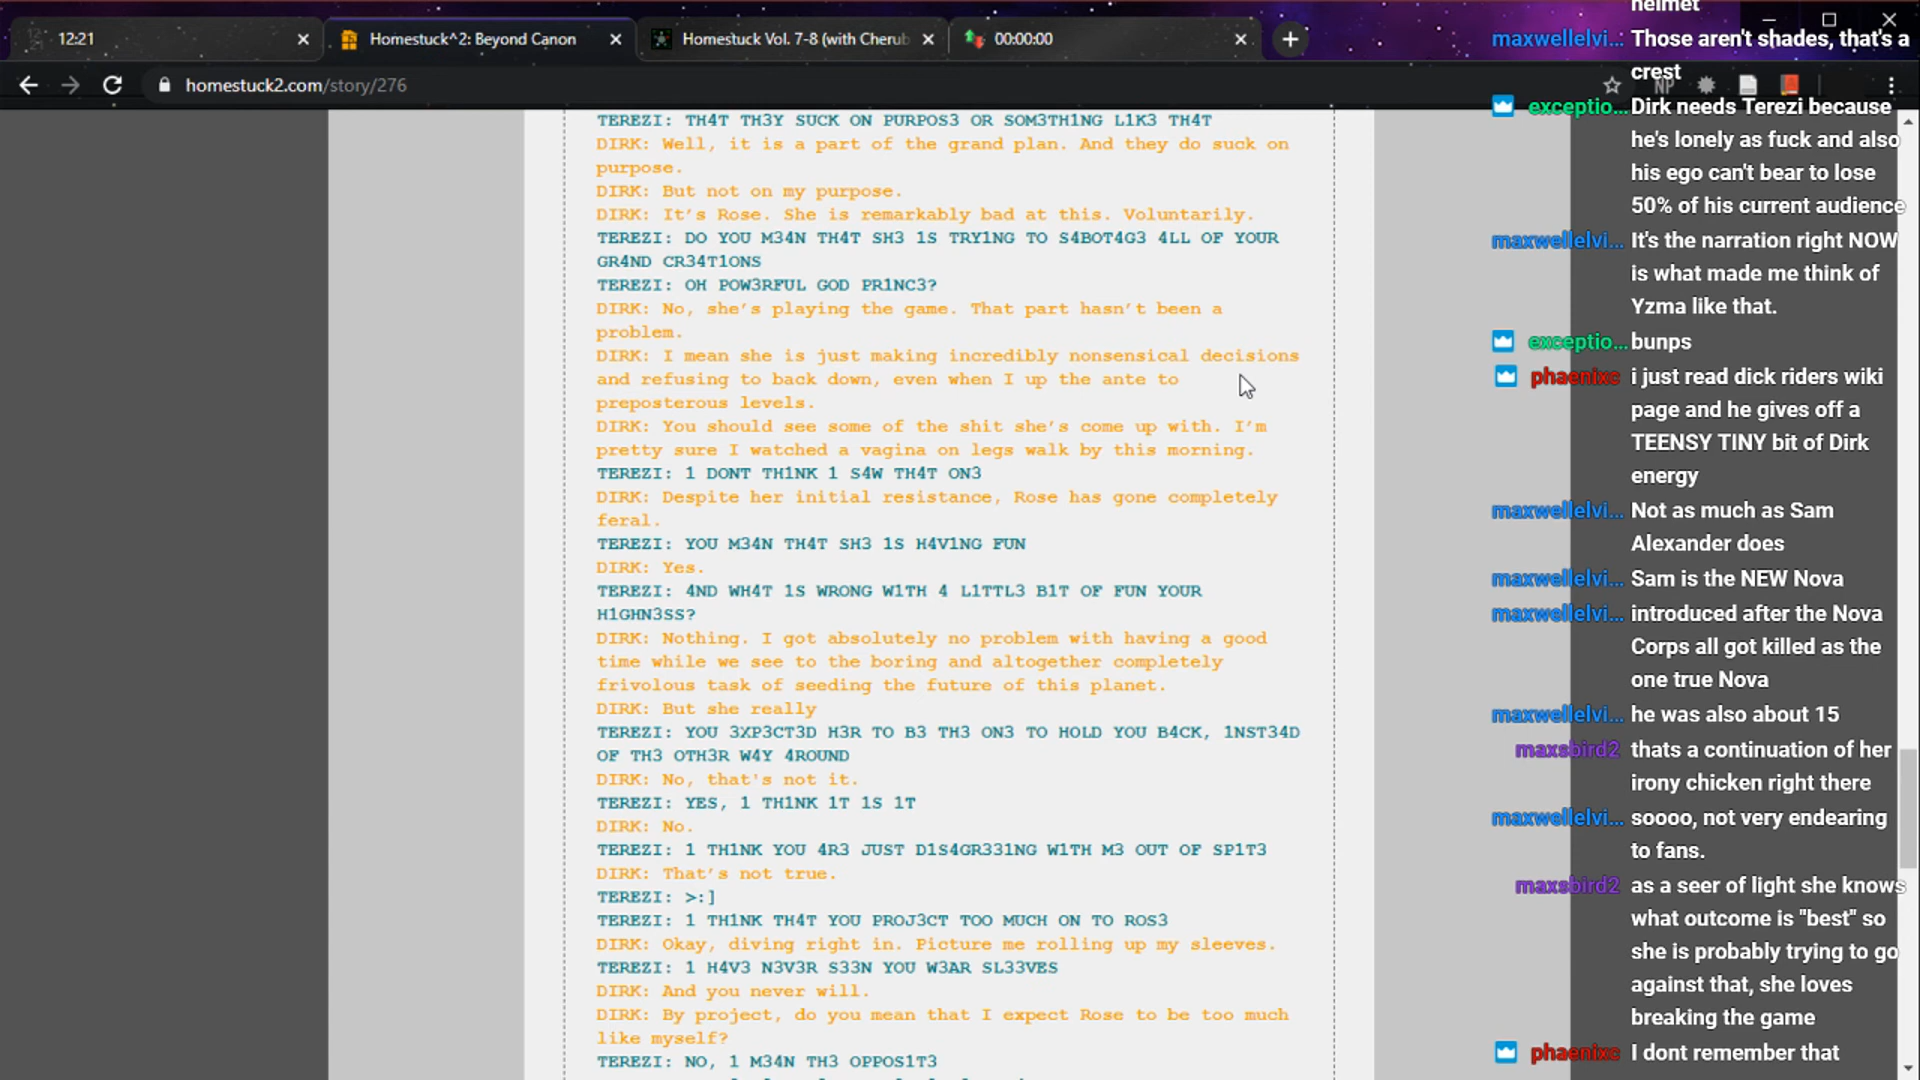 12:21
Homestuck^2: Beyond Canon
Homestuck Vol. 7-8 (with Cherub
00:00:00
homestuck2.com/story/276
NP
TEREZI: TH4T TH3Y SUCK ON PURPOS3 OR SOM3TH1NG L1K3 TH4T
DIRK: Well, it is a part of the grand plan. And they do suck on
purpose.
DIRK: But not on my purpose.
DIRK: It’s Rose. She is remarkably bad at this. Voluntarily.
TEREZI: DO YOU M34N TH4T SH3 1S TRY1NG TO S4BOT4G3 4LL OF YOUR
GR4ND CR34T1ONS
TEREZI: OH POW3RFUL GOD PR1NC3?
DIRK: No, she’s playing the game. That part hasn’t been a
problem.
DIRK: I mean she is just making incredibly nonsensical decisions
and refusing to back down, even when I up the ante to
preposterous levels.
DIRK: You should see some of the shit she’s come up with. I’m
pretty sure I watched a vagina on legs walk by this morning.
TEREZI: 1 DONT TH1NK 1 S4W TH4T ON3
DIRK: Despite her initial resistance, Rose has gone completely
feral.
TEREZI: YOU M34N TH4T SH3 1S H4V1NG FUN
DIRK: Yes.
TEREZI: 4ND WH4T 1S WRONG W1TH 4 L1TTL3 B1T OF FUN YOUR
H1GHN3SS?
DIRK: Nothing. I got absolutely no problem with having a good
time while we see to the boring and altogether completely
frivolous task of seeding the future of this planet.
DIRK: But she really
TEREZI: YOU 3XP3CT3D H3R TO B3 TH3 ON3 TO HOLD YOU B4CK, 1NST34D
OF TH3 OTH3R W4Y 4ROUND
DIRK: No, that's not it.
TEREZI: YES, 1 TH1NK 1T 1S 1T
DIRK: No.
TEREZI: 1 TH1NK YOU 4R3 JUST D1S4GR331NG W1TH M3 OUT OF SP1T3
DIRK: That’s not true.
TEREZI: >:]
TEREZI: 1 TH1NK TH4T YOU PROJ3CT TOO MUCH ON TO ROS3
DIRK: Okay, diving right in. Picture me rolling up my sleeves.
TEREZI: 1 H4V3 N3V3R S33N YOU W3AR SL33VES
DIRK: And you never will.
DIRK: By project, do you mean that I expect Rose to be too much
like myself?
TEREZI: NO, 1 M34N TH3 OPPOS1T3
helmet
maxwellelvi... Those aren't shades, that's a
crest
exceptio... Dirk needs Terezi because
he's lonely as fuck and also
his ego can't bear to lose
50% of his current audience
maxwellelvi... It's the narration right NOW
is what made me think of
Yzma like that.
exceptio... bunps
phaenixc i just read dick riders wiki
page and he gives off a
TEENSY TINY bit of Dirk
energy
maxwellelvi... Not as much as Sam
Alexander does
maxwellelvi... Sam is the NEW Nova
maxwellelvi... introduced after the Nova
Corps all got killed as the
one true Nova
maxwellelvi... he was also about 15
maxsbird2 thats a continuation of her
irony chicken right there
maxwellelvi... soooo, not very endearing
to fans.
maxsbird2 as a seer of light she knows
what outcome is "best" so
she is probably trying to go
against that, she loves
breaking the game
phaenixc I dont remember that